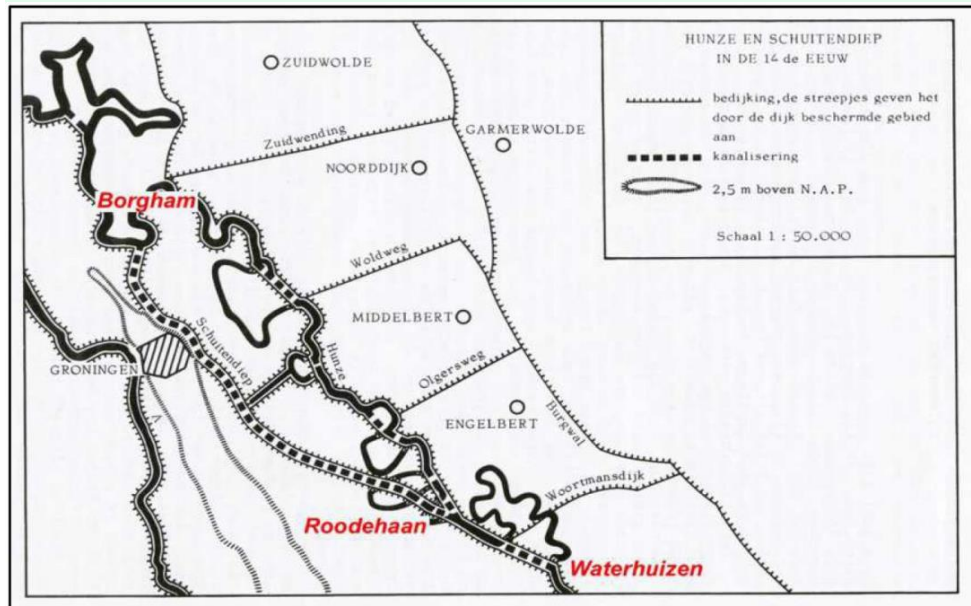 HUNZE EN SCHUITENDIEP
IN DE 14 de EEUW
bedijking, de streepjes geven het
door de dijk beschermde gebied
aan
kanalisering
2,5 m boven N.A.P.
Schaal 1 : 50.000
ZUIDWOLDE
Zuidwending
GARMERWOLDE
NOORDDIJK
Borgham
Woldweg
MIDDELBERT
Schuitendiep
Hunze
GRONINGEN
Olgersweg
ENGELBERT
Burgwal
A
Woortmansdijk
Roodehaan
Waterhuizen